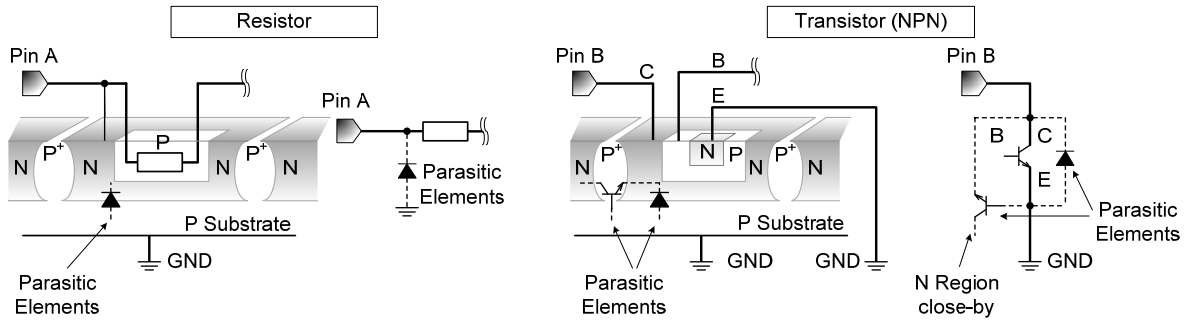 Resistor
Pin A
P
N
P+
N
N
P+
N
P Substrate
GND
Parasitic
Elements
Pin A
Parasitic
Elements
Transistor (NPN)
Pin B
C
B
E
N
P+
N
N
P
N
P+
N
P Substrate
GND
GND
Parasitic
Elements
Pin B
B
C
E
Parasitic
Elements
GND
N Region
close-by